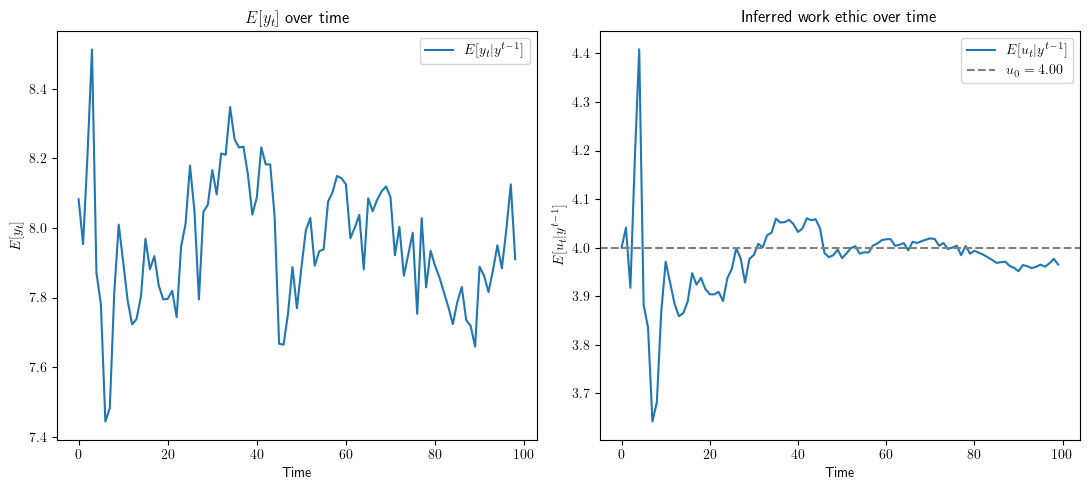 E[y_t] over time
E[y_t|y^{t-1}]
8.4
8.2
8.0
7.8
7.6
7.4
E[y_t]
0
20
40
60
80
100
Time
Inferred work ethic over time
E[u_t|y^{t-1}]
u_0 = 4.00
4.4
4.3
4.2
4.1
4.0
3.9
3.8
3.7
E[u_t|y^{t-1}]
0
20
40
60
80
100
Time